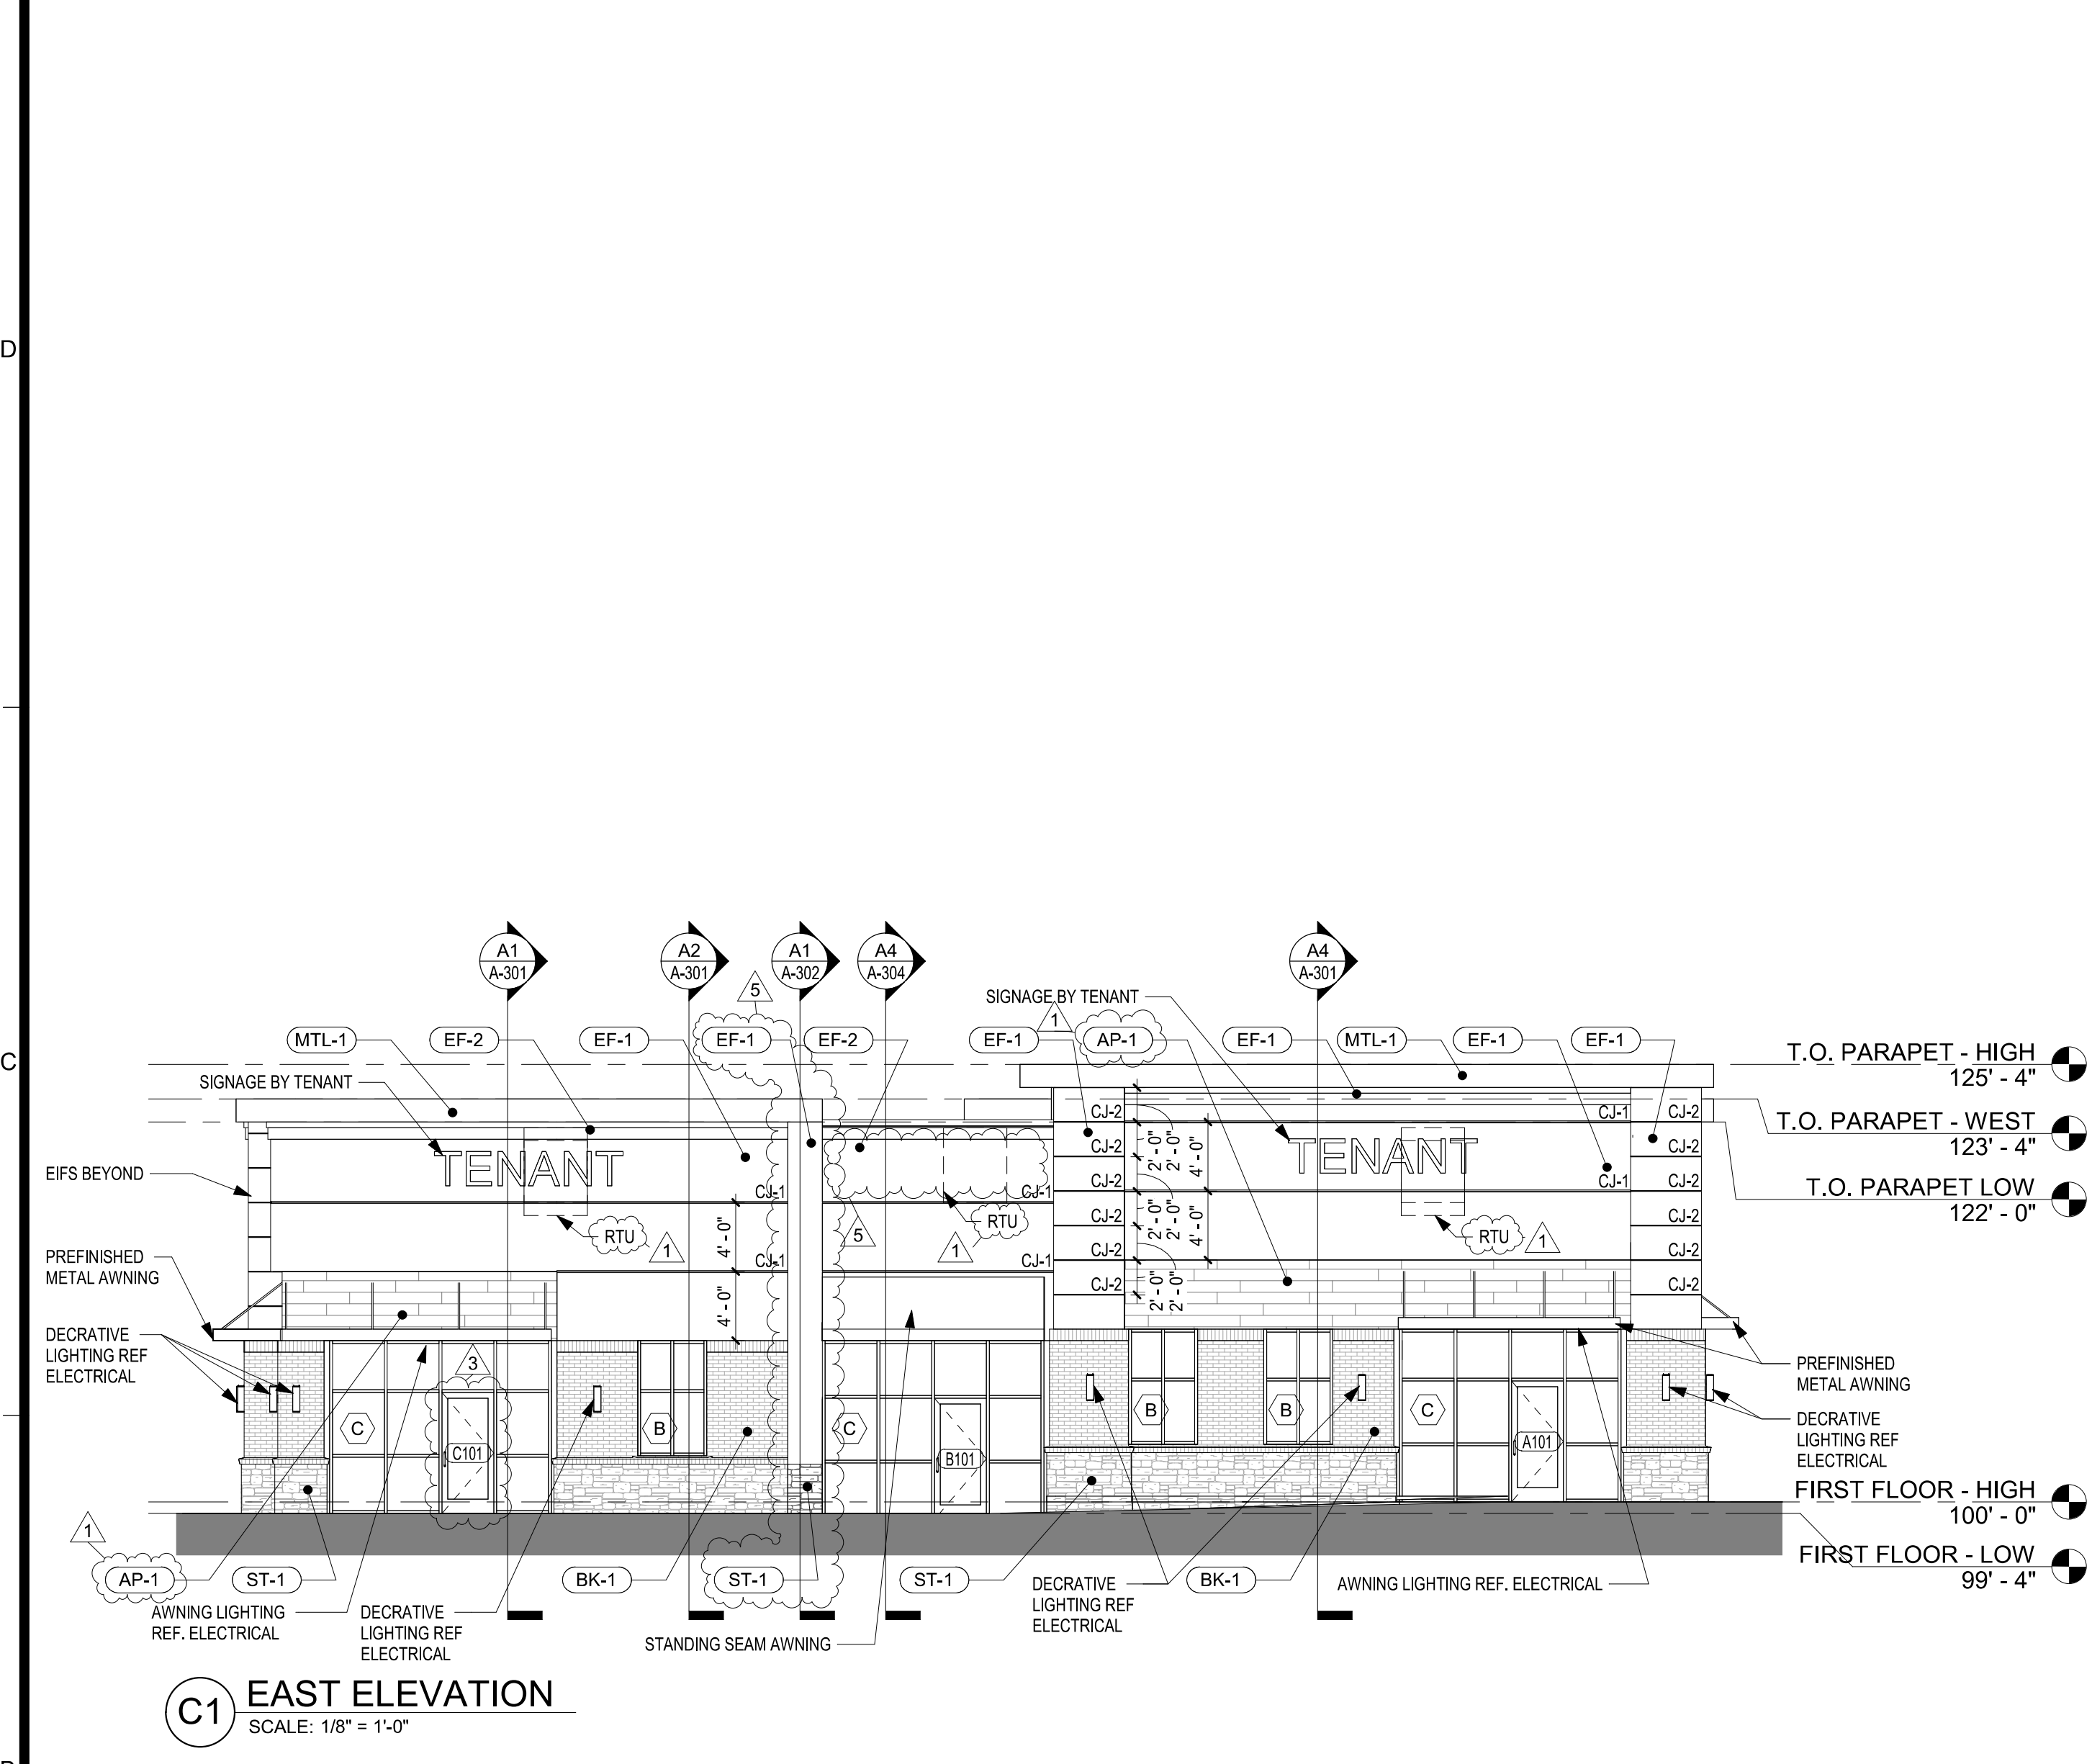 D
C
A1
A-301
A2
A-301
A1
A-302
A4
A-304
A4
A-301
5
SIGNAGE BY TENANT
1
MTL-1
EF-2
EF-1
EF-1
EF-2
EF-1
AP-1
EF-1
MTL-1
EF-1
EF-1
T.O. PARAPET - HIGH
125' - 4"
SIGNAGE BY TENANT
T.O. PARAPET - WEST
123' - 4"
CJ-2
CJ-1
CJ-2
TENANT
CJ-2
2' - 0"
2' - 0"
4' - 0"
TENANT
CJ-2
EIFS BEYOND
CJ-1
CJ-1
CJ-2
CJ-1
CJ-2
T.O. PARAPET LOW
122' - 0"
RTU
1
4' - 0"
5
RTU
1
CJ-2
2' - 0"
2' - 0"
4' - 0"
RTU
1
CJ-2
PREFINISHED
METAL AWNING
CJ-1
CJ-1
CJ-2
CJ-2
4' - 0"
CJ-2
2' - 0"
2' - 0"
CJ-2
DECRATIVE
LIGHTING REF
ELECTRICAL
3
PREFINISHED
METAL AWNING
C
C101
B
C
B101
B
B
C
A101
DECRATIVE
LIGHTING REF
ELECTRICAL
FIRST FLOOR - HIGH
100' - 0"
1
FIRST FLOOR - LOW
99' - 4"
AP-1
ST-1
BK-1
ST-1
ST-1
DECRATIVE
LIGHTING REF
ELECTRICAL
BK-1
AWNING LIGHTING REF. ELECTRICAL
AWNING LIGHTING
REF. ELECTRICAL
DECRATIVE
LIGHTING REF
ELECTRICAL
STANDING SEAM AWNING
C1
EAST ELEVATION
SCALE: 1/8" = 1'-0"